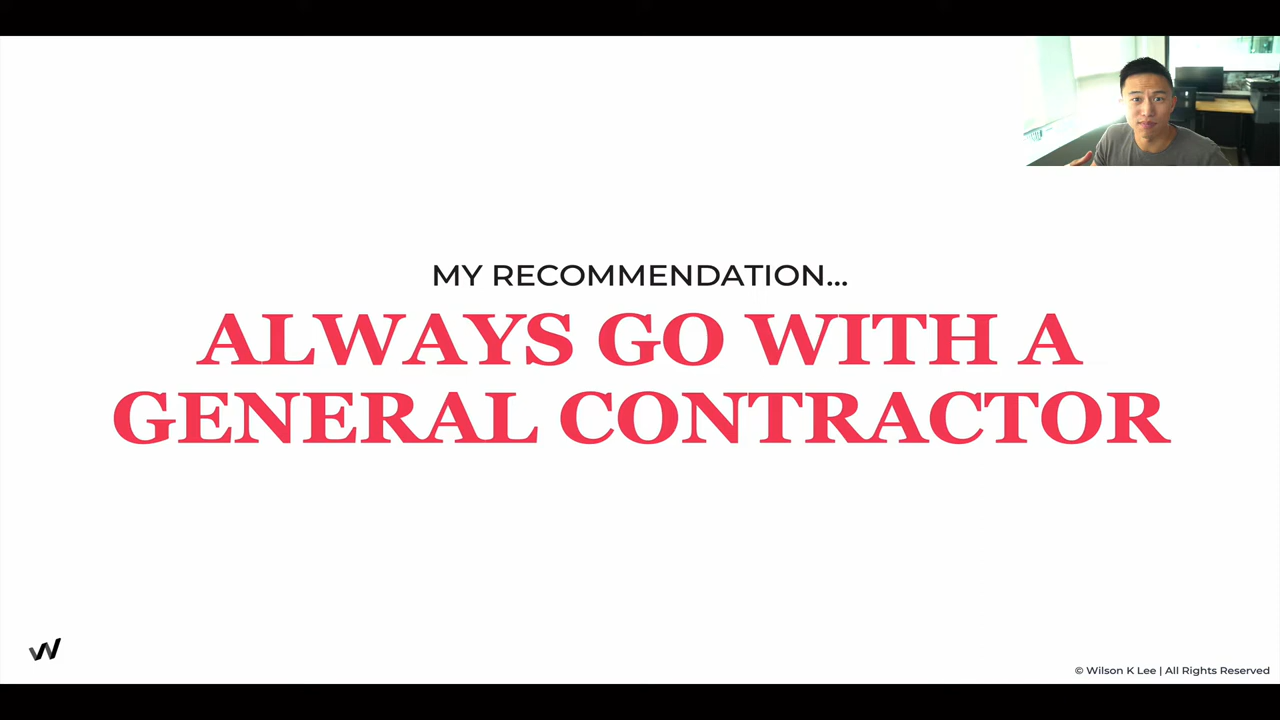 MY RECOMMENDATION...
ALWAYS GO WITH A
GENERAL CONTRACTOR
© Wilson K Lee | All Rights Reserved